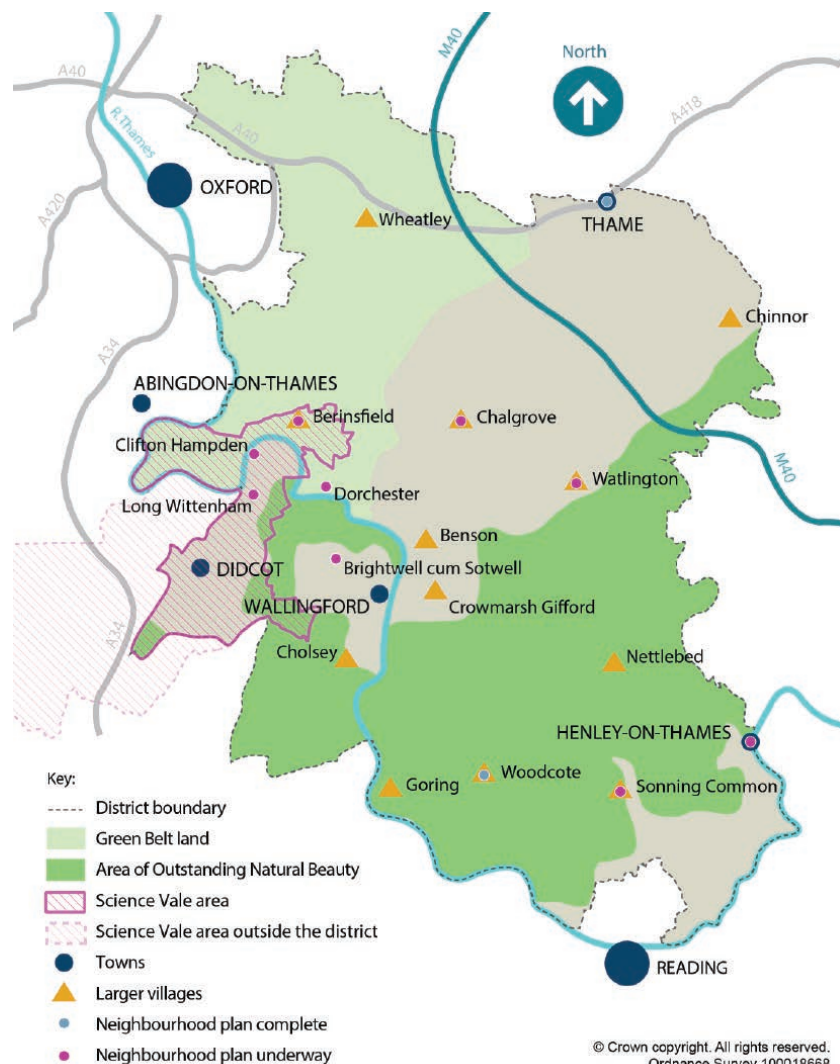 North
M40
A40
A418
R.Thames
A40
OXFORD
A420
Wheatley
THAME
Chinnor
A34
ABINGDON-ON-THAMES
Berinsfield
Chalgrove
Clifton Hampden
M40
Watlington
Long Wittenham
Dorchester
Benson
DIDCOT
Brightwell cum Sotwell
WALLINGFORD
Crowmarsh Gifford
A34
Cholsey
Nettlebed
HENLEY-ON-THAMES
Woodcote
Goring
Sonning Common
READING
Key:
District boundary
Green Belt land
Area of Outstanding Natural Beauty
Science Vale area
Science Vale area outside the district
Towns
Larger villages
Neighbourhood plan complete
Neighbourhood plan underway
© Crown copyright. All rights reserved.
Ordnance Survey 100018668